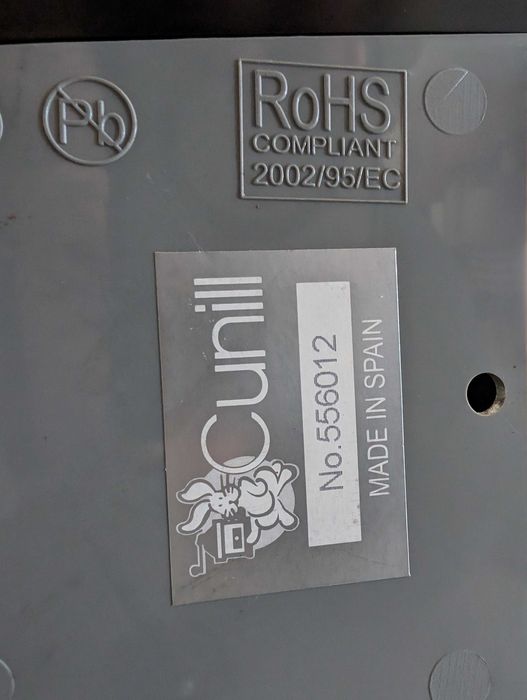 Pb
RoHS
COMPLIANT
2002/95/EC
Cunill
No.556012
MADE IN SPAIN